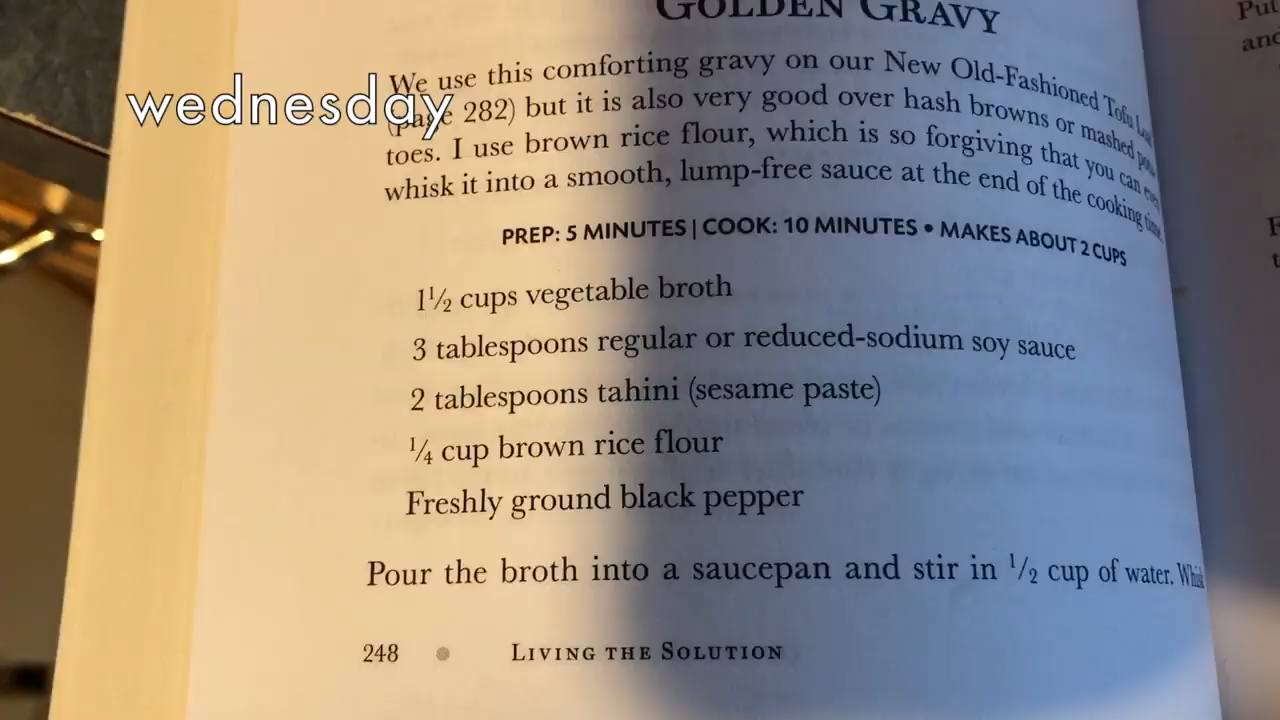 GOLDEN GRAVY
wednesday
We use this comforting gravy on our New Old-Fashioned Tofu
(page 282) but it is also very good over hash browns or mashed
toes. I use brown rice flour, which is so forgiving that you can
whisk it into a smooth, lump-free sauce at the end of the cooking
PREP: 5 MINUTES | COOK: 10 MINUTES • MAKES ABOUT 2 CUPS
1½ cups vegetable broth
3 tablespoons regular or reduced-sodium soy sauce
2 tablespoons tahini (sesame paste)
¼ cup brown rice flour
Freshly ground black pepper
Pour the broth into a saucepan and stir in ½ cup of water. Whisk
248 • LIVING THE SOLUTION
Put
and